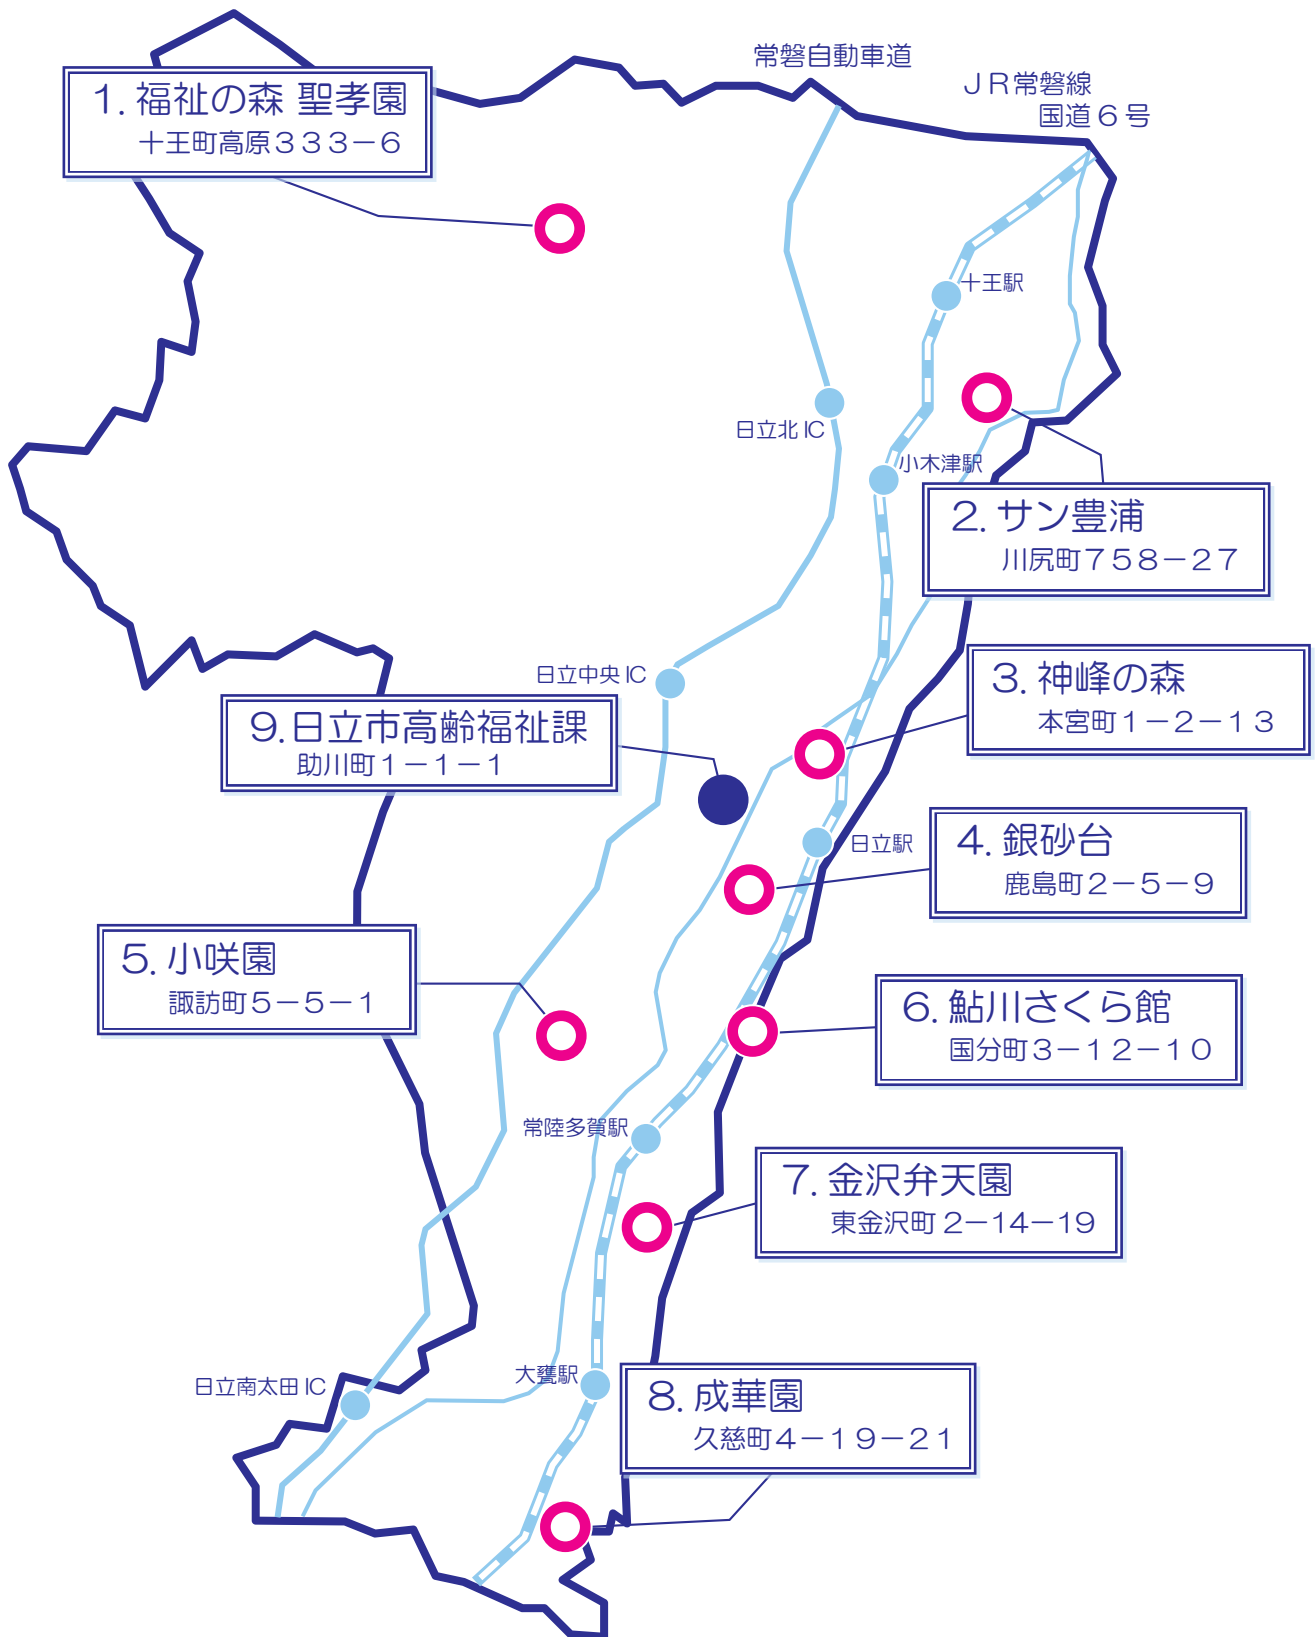 常磐自動車道
ＪＲ常磐線
国道６号
1. 福祉の森 聖孝園
十王町高原３３３−６
十王駅
日立北 IC
小木津駅
2. サン豊浦
川尻町７５８−２７
日立中央 IC
3. 神峰の森
本宮町１−２−１３
9. 日立市高齢福祉課
助川町１−１−１
日立駅
4. 銀砂台
鹿島町２−５−９
5. 小咲園
諏訪町５−５−１
6. 鮎川さくら館
国分町３−１２−１０
常陸多賀駅
7. 金沢弁天園
東金沢町 2−14−19
大甕駅
日立南太田 IC
8. 成華園
久慈町４−１９−２１